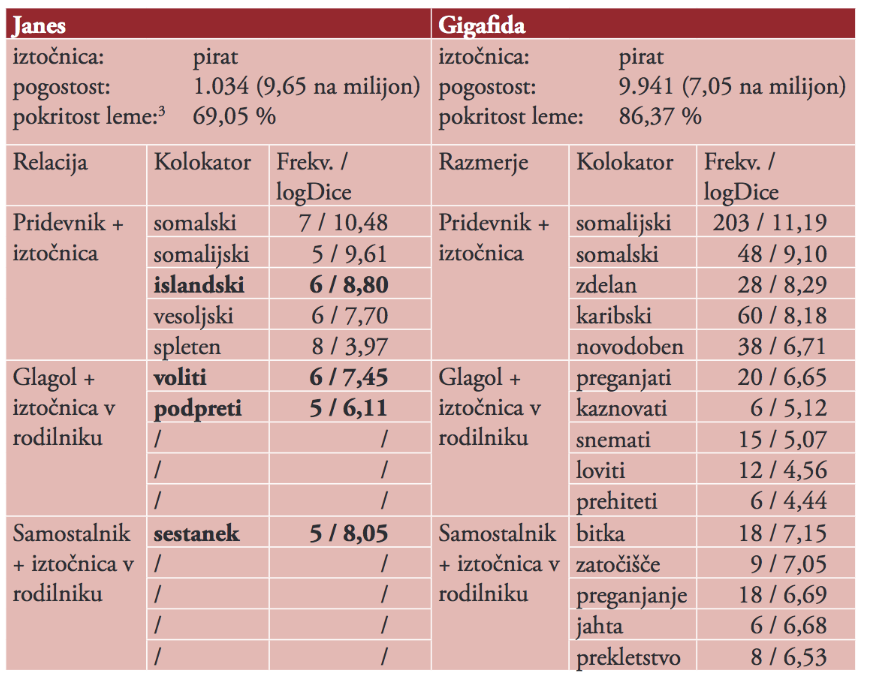 Janes Gigafida
iztočnica: pirat iztočnica: pirat
pogostost: 1.034 (9,65 na milijon) pogostost: 9.941 (7,05 na milijon)
pokritost leme:³ 69,05 % pokritost leme: 86,37 %
Relacija Kolokator Frekv. / Razmerje Kolokator Frekv. /
logDice logDice
Pridevnik + somalski 7 / 10,48 Pridevnik + somalijski 203 / 11,19
iztočnica somalijski 5 / 9,61 iztočnica somalski 48 / 9,10
islandski 6 / 8,80 zdelan 28 / 8,29
vesoljski 6 / 7,70 karibski 60 / 8,18
spleten 8 / 3,97 novodoben 38 / 6,71
Glagol + voliti 6 / 7,45 Glagol + preganjati 20 / 6,65
iztočnica v podpreti 5 / 6,11 iztočnica v kaznovati 6 / 5,12
rodilniku / / rodilniku snemati 15 / 5,07
/ / loviti 12 / 4,56
/ / prehiteti 6 / 4,44
Samostalnik sestanek 5 / 8,05 Samostalnik bitka 18 / 7,15
+ iztočnica v / / + iztočnica v zatočišče 9 / 7,05
rodilniku / / rodilniku preganjanje 18 / 6,69
/ / jahta 6 / 6,68
/ / prekletstvo 8 / 6,53